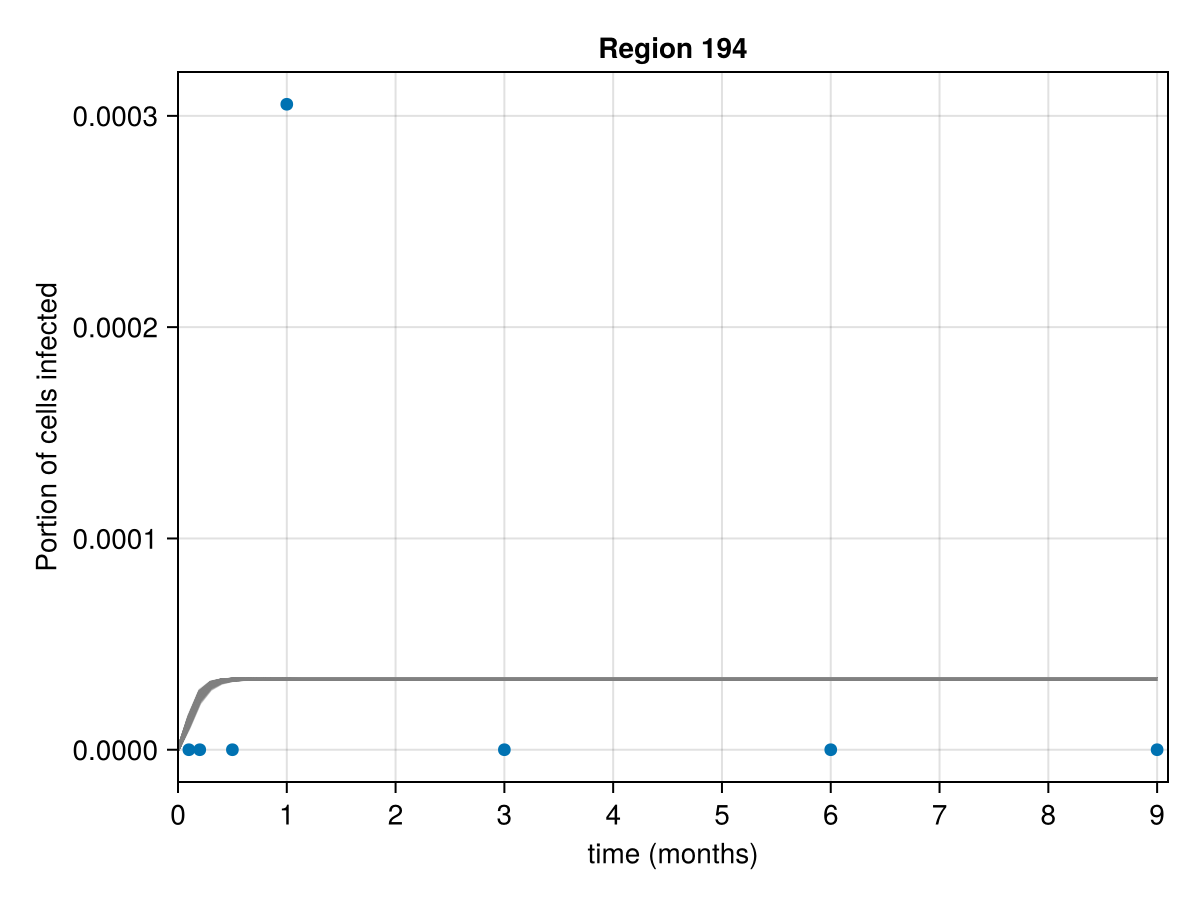 Region 194
Portion of cells infected
0.0003
0.0002
0.0001
0.0000
0 1 2 3 4 5 6 7 8 9
time (months)